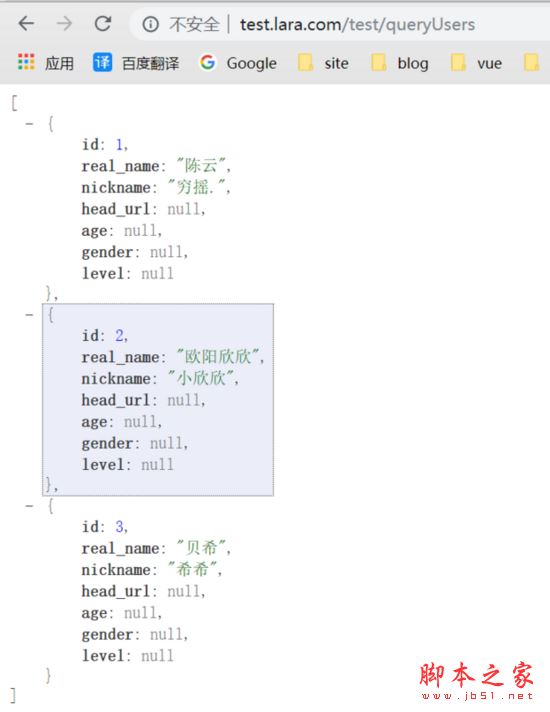 不安全 | test.lara.com/test/queryUsers
应用 译 百度翻译 G Google site blog vue
[
- {
id: 1,
real_name: "陈云",
nickname: "穷摇.",
head_url: null,
age: null,
gender: null,
level: null
},
- {
id: 2,
real_name: "欧阳欣欣",
nickname: "小欣欣",
head_url: null,
age: null,
gender: null,
level: null
},
- {
id: 3,
real_name: "贝希",
nickname: "希希",
head_url: null,
age: null,
gender: null,
level: null
}
]
脚本之家
www.jb51.net